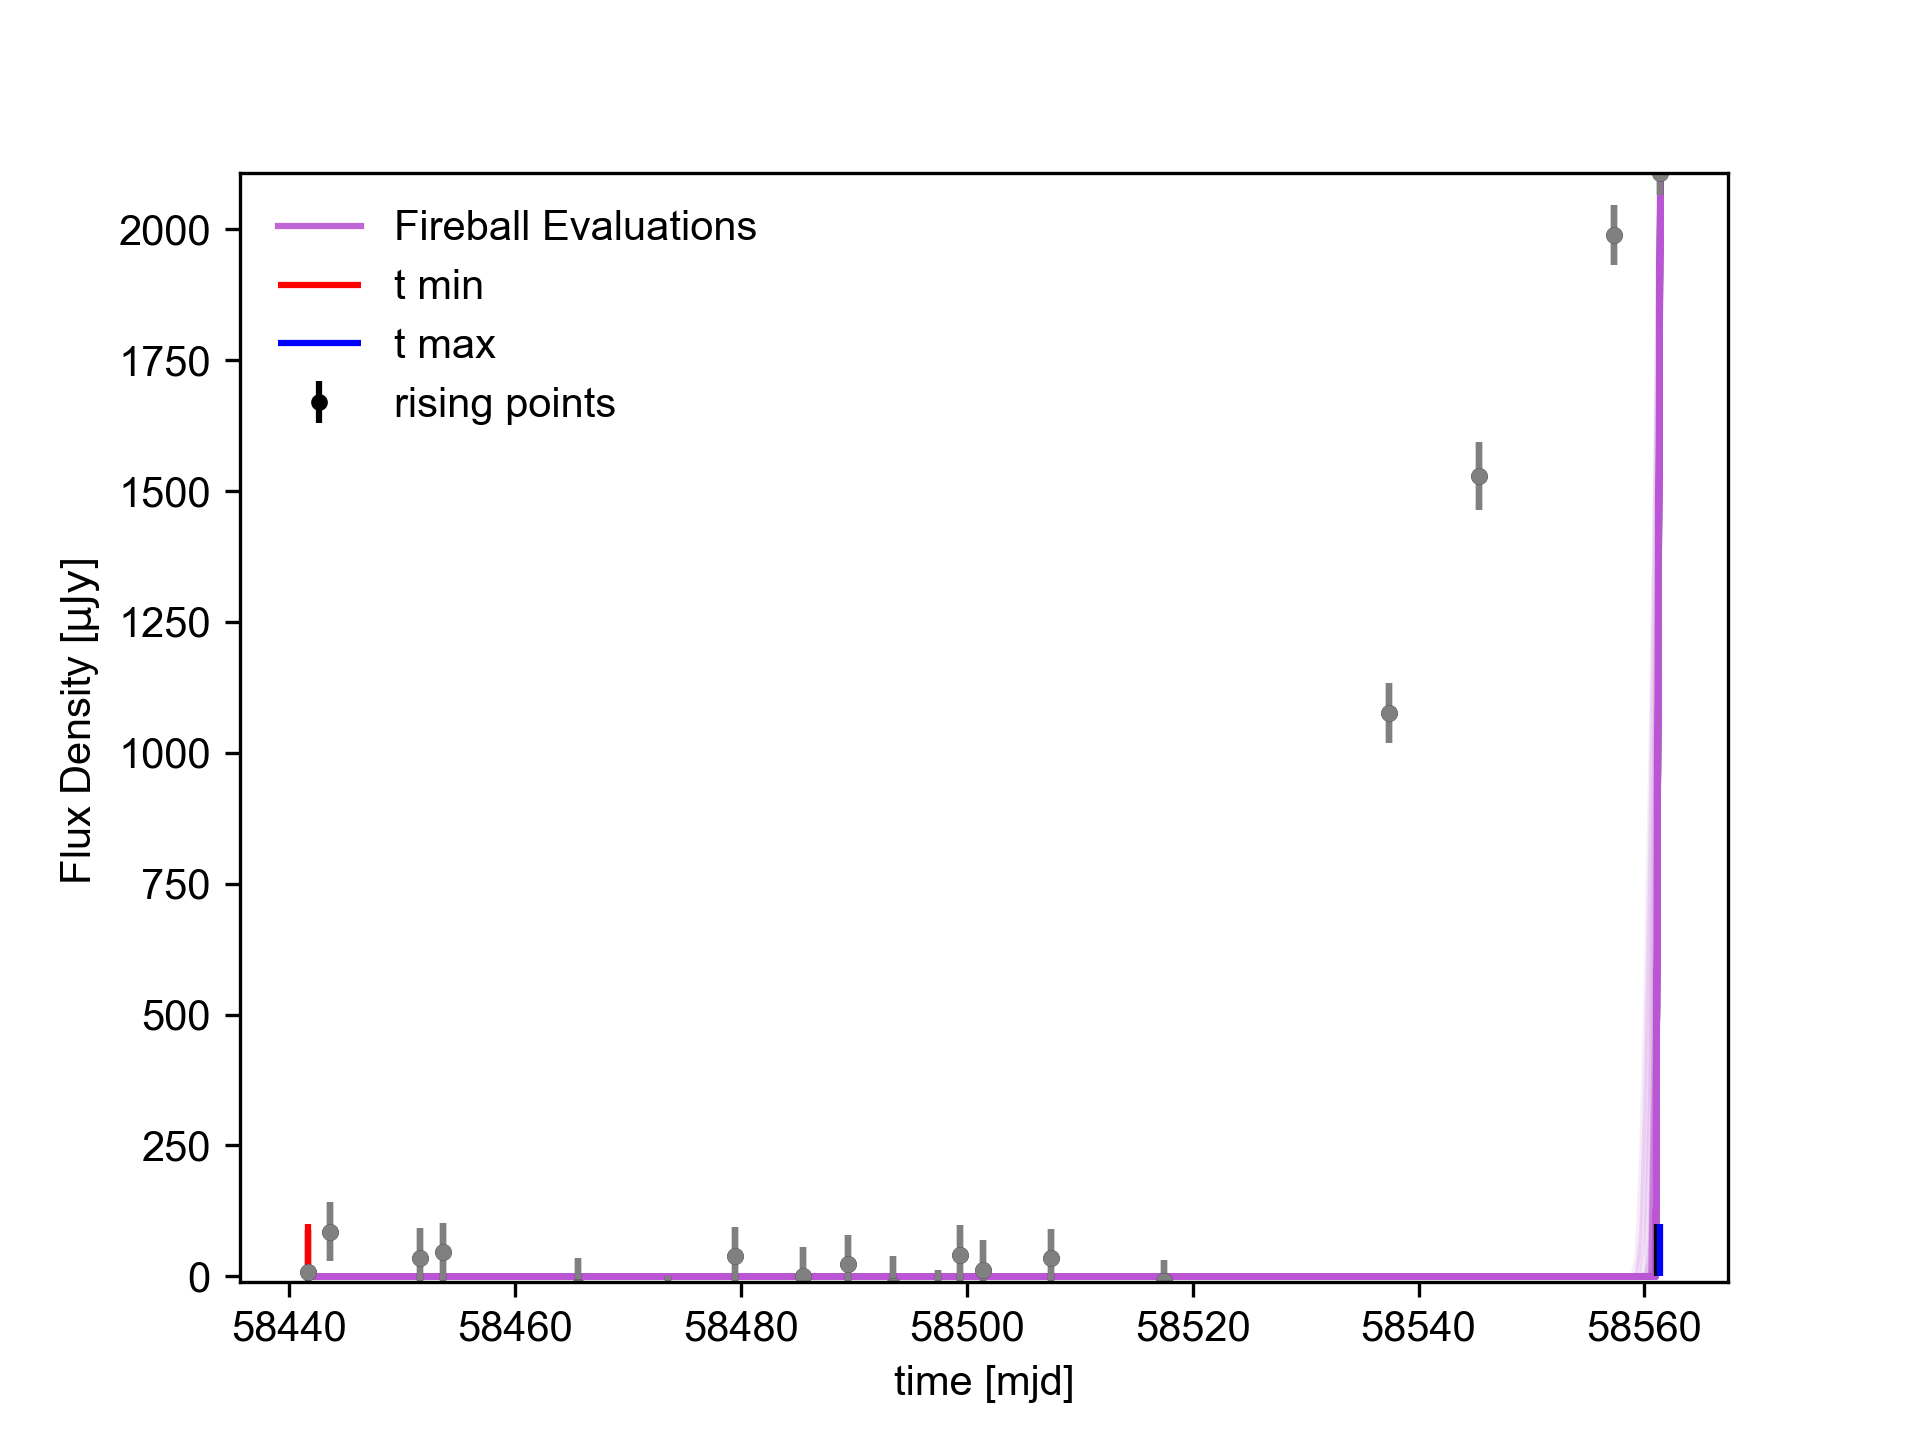 Fireball Evaluations
t min
t max
rising points
2000
1750
1500
1250
1000
750
500
250
0
Flux Density [µJy]
58440 58460 58480 58500 58520 58540 58560
time [mjd]